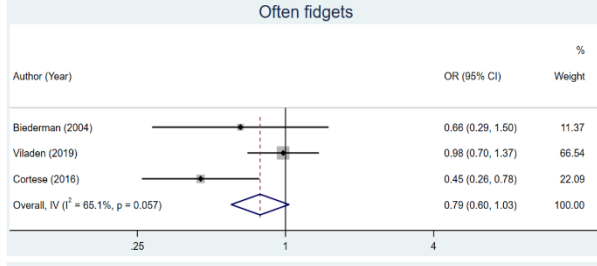 Often fidgets
%
Author (Year) OR (95% CI) Weight
Biederman (2004) 0.66 (0.29, 1.50) 11.37
Viladen (2019) 0.98 (0.70, 1.37) 66.54
Cortese (2016) 0.45 (0.26, 0.78) 22.09
Overall, IV (I² = 65.1%, p = 0.057) 0.79 (0.60, 1.03) 100.00
.25 1 4